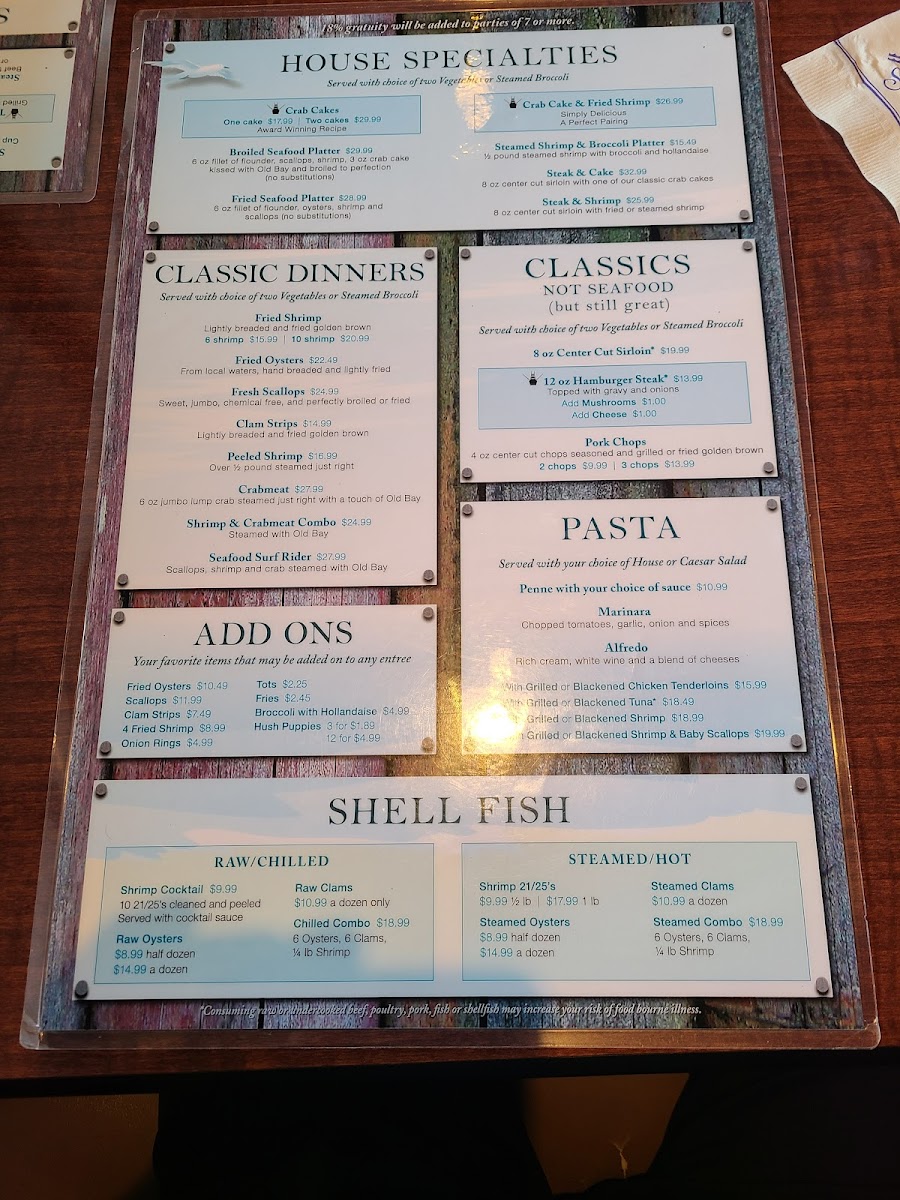 18% gratuity will be added to parties of 7 or more.
HOUSE SPECIALTIES
Served with choice of two Vegetables or Steamed Broccoli
Crab Cakes
One cake $17.99 | Two cakes $29.99
Award Winning Recipe
Broiled Seafood Platter $29.99
6 oz fillet of flounder, scallops, shrimp, 3 oz crab cake
kissed with Old Bay and broiled to perfection
(no substitutions)
Fried Seafood Platter $28.99
6 oz fillet of flounder, oysters, shrimp and
scallops (no substitutions)
Crab Cake & Fried Shrimp $26.99
Simply Delicious
A Perfect Pairing
Steamed Shrimp & Broccoli Platter $15.49
½ pound steamed shrimp with broccoli and hollandaise
Steak & Cake $32.99
8 oz center cut sirloin with one of our classic crab cakes
Steak & Shrimp $25.99
8 oz center cut sirloin with fried or steamed shrimp
CLASSIC DINNERS
Served with choice of two Vegetables or Steamed Broccoli
Fried Shrimp
Lightly breaded and fried golden brown
6 shrimp $15.99 | 10 shrimp $20.99
Fried Oysters $22.49
From local waters, hand breaded and lightly fried
Fresh Scallops $24.99
Sweet, jumbo, chemical free, and perfectly broiled or fried
Clam Strips $14.99
Lightly breaded and fried golden brown
Peeled Shrimp $16.99
Over ½ pound steamed just right
Crabmeat $27.99
6 oz jumbo lump crab steamed just right with a touch of Old Bay
Shrimp & Crabmeat Combo $24.99
Steamed with Old Bay
Seafood Surf Rider $27.99
Scallops, shrimp and crab steamed with Old Bay
CLASSICS
NOT SEAFOOD
(but still great)
Served with choice of two Vegetables or Steamed Broccoli
8 oz Center Cut Sirloin* $19.99
12 oz Hamburger Steak* $13.99
Topped with gravy and onions
Add Mushrooms $1.00
Add Cheese $1.00
Pork Chops
4 oz center cut chops seasoned and grilled or fried golden brown
2 chops $9.99 | 3 chops $13.99
PASTA
Served with your choice of House or Caesar Salad
Penne with your choice of sauce $10.99
Marinara
Chopped tomatoes, garlic, onion and spices
Alfredo
Rich cream, white wine and a blend of cheeses
With Grilled or Blackened Chicken Tenderloins $15.99
With Grilled or Blackened Tuna* $18.49
Grilled or Blackened Shrimp $18.99
Grilled or Blackened Shrimp & Baby Scallops $19.99
ADD ONS
Your favorite items that may be added on to any entree
Fried Oysters $10.49
Scallops $11.99
Clam Strips $7.49
4 Fried Shrimp $8.99
Onion Rings $4.99
Tots $2.25
Fries $2.45
Broccoli with Hollandaise $4.99
Hush Puppies 3 for $1.89
12 for $4.99
SHELL FISH
RAW/CHILLED
Shrimp Cocktail $9.99
10 21/25's cleaned and peeled
Served with cocktail sauce
Raw Oysters
$8.99 half dozen
$14.99 a dozen
Raw Clams
$10.99 a dozen only
Chilled Combo $18.99
6 Oysters, 6 Clams,
¼ lb Shrimp
STEAMED/HOT
Shrimp 21/25's
$9.99 ½ lb | $17.99 1 lb
Steamed Oysters
$8.99 half dozen
$14.99 a dozen
Steamed Clams
$10.99 a dozen
Steamed Combo $18.99
6 Oysters, 6 Clams,
¼ lb Shrimp
*Consuming raw or undercooked beef, poultry, pork, fish or shellfish may increase your risk of food bourne illness.